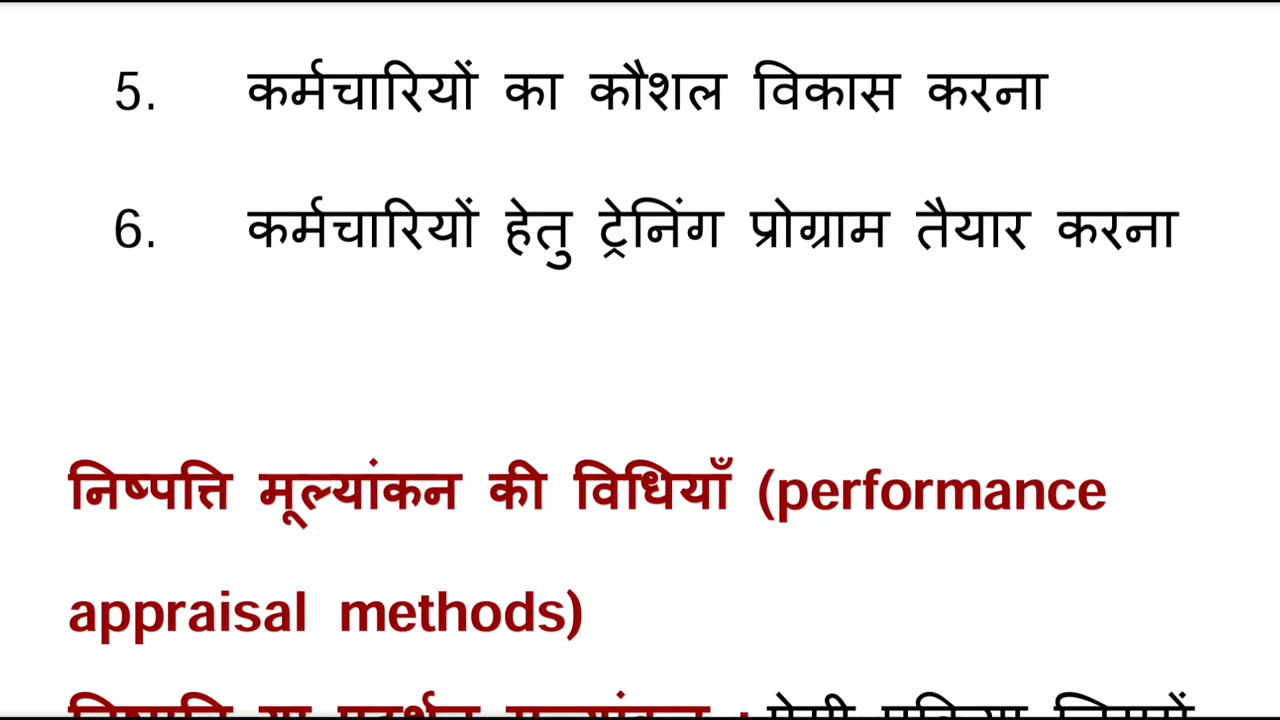 5. कर्मचारियों का कौशल विकास करना
6. कर्मचारियों हेतु ट्रेनिंग प्रोग्राम तैयार करना
निष्पत्ति मूल्यांकन की विधियाँ (performance
appraisal methods)